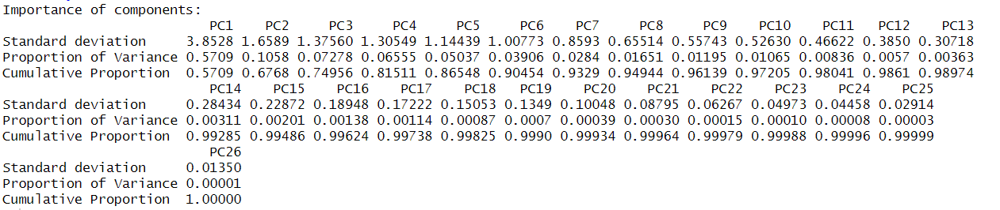 Importance of components:
PC1 PC2 PC3 PC4 PC5 PC6 PC7 PC8 PC9 PC10 PC11 PC12 PC13
Standard deviation 3.8528 1.6589 1.37560 1.30549 1.14439 1.00773 0.8593 0.65514 0.55743 0.52630 0.46622 0.3850 0.30718
Proportion of Variance 0.5709 0.1058 0.07278 0.06555 0.05037 0.03906 0.0284 0.01651 0.01195 0.01065 0.00836 0.0057 0.00363
Cumulative Proportion 0.5709 0.6768 0.74956 0.81511 0.86548 0.90454 0.9329 0.94944 0.96139 0.97205 0.98041 0.9861 0.98974
PC14 PC15 PC16 PC17 PC18 PC19 PC20 PC21 PC22 PC23 PC24 PC25
Standard deviation 0.28434 0.22872 0.18948 0.17222 0.15053 0.1349 0.10048 0.08795 0.06267 0.04973 0.04458 0.02914
Proportion of Variance 0.00311 0.00201 0.00138 0.00114 0.00087 0.0007 0.00039 0.00030 0.00015 0.00010 0.00008 0.00003
Cumulative Proportion 0.99285 0.99486 0.99624 0.99738 0.99825 0.9990 0.99934 0.99964 0.99979 0.99988 0.99996 0.99999
PC26
Standard deviation 0.01350
Proportion of Variance 0.00001
Cumulative Proportion 1.00000